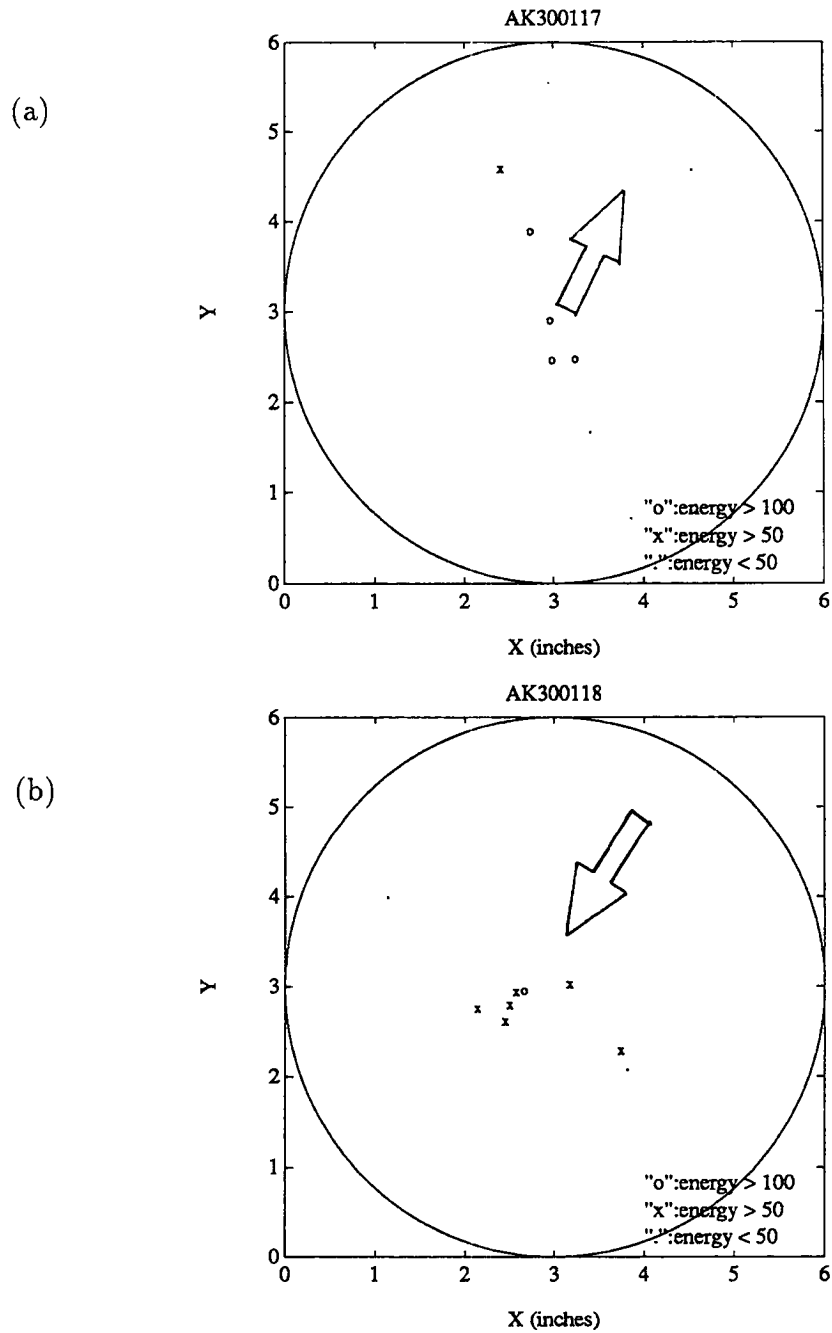 (a)
AK300117
6
5
4
3
2
1
0
Y
"o":energy > 100
"x":energy > 50
".":energy < 50
0 1 2 3 4 5 6
X (inches)
(b)
AK300118
6
5
4
3
2
1
0
Y
"o":energy > 100
"x":energy > 50
".":energy < 50
0 1 2 3 4 5 6
X (inches)